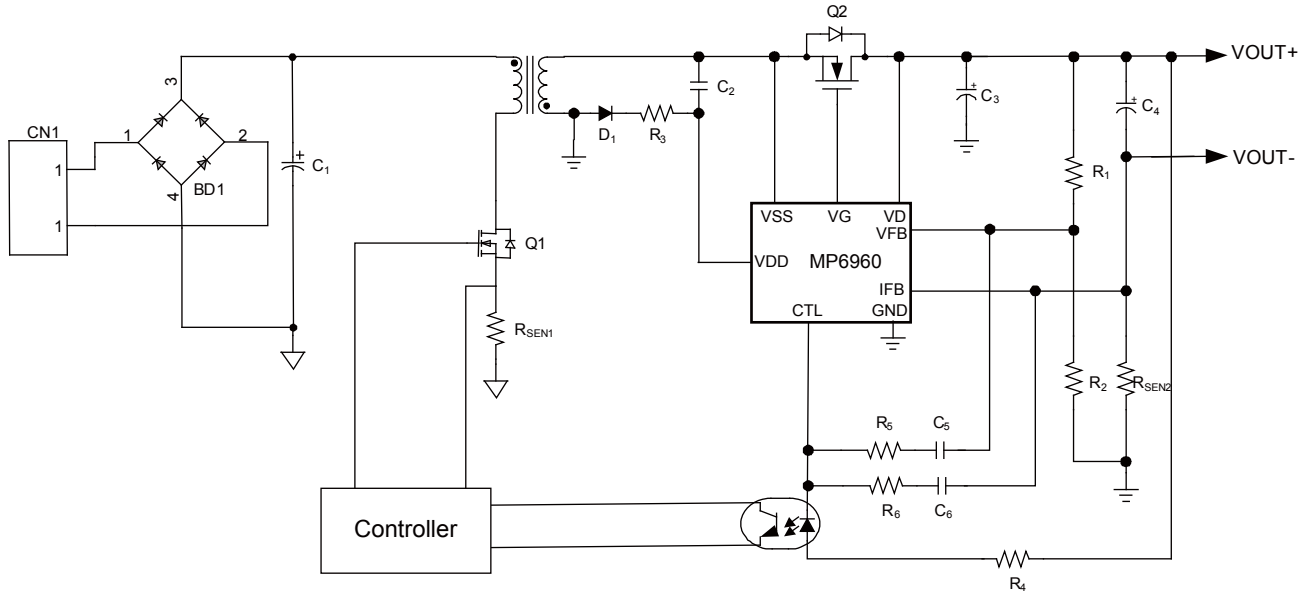 Q2
VOUT+
3
C2
C3
C4
CN1
1
2
D1
R3
1
C1
R1
VOUT-
4
BD1
VSS
VG
VD
1
VFB
Q1
VDD
MP6960
IFB
CTL
GND
RSEN1
R2
RSEN2
R5
C5
R6
C6
Controller
R4